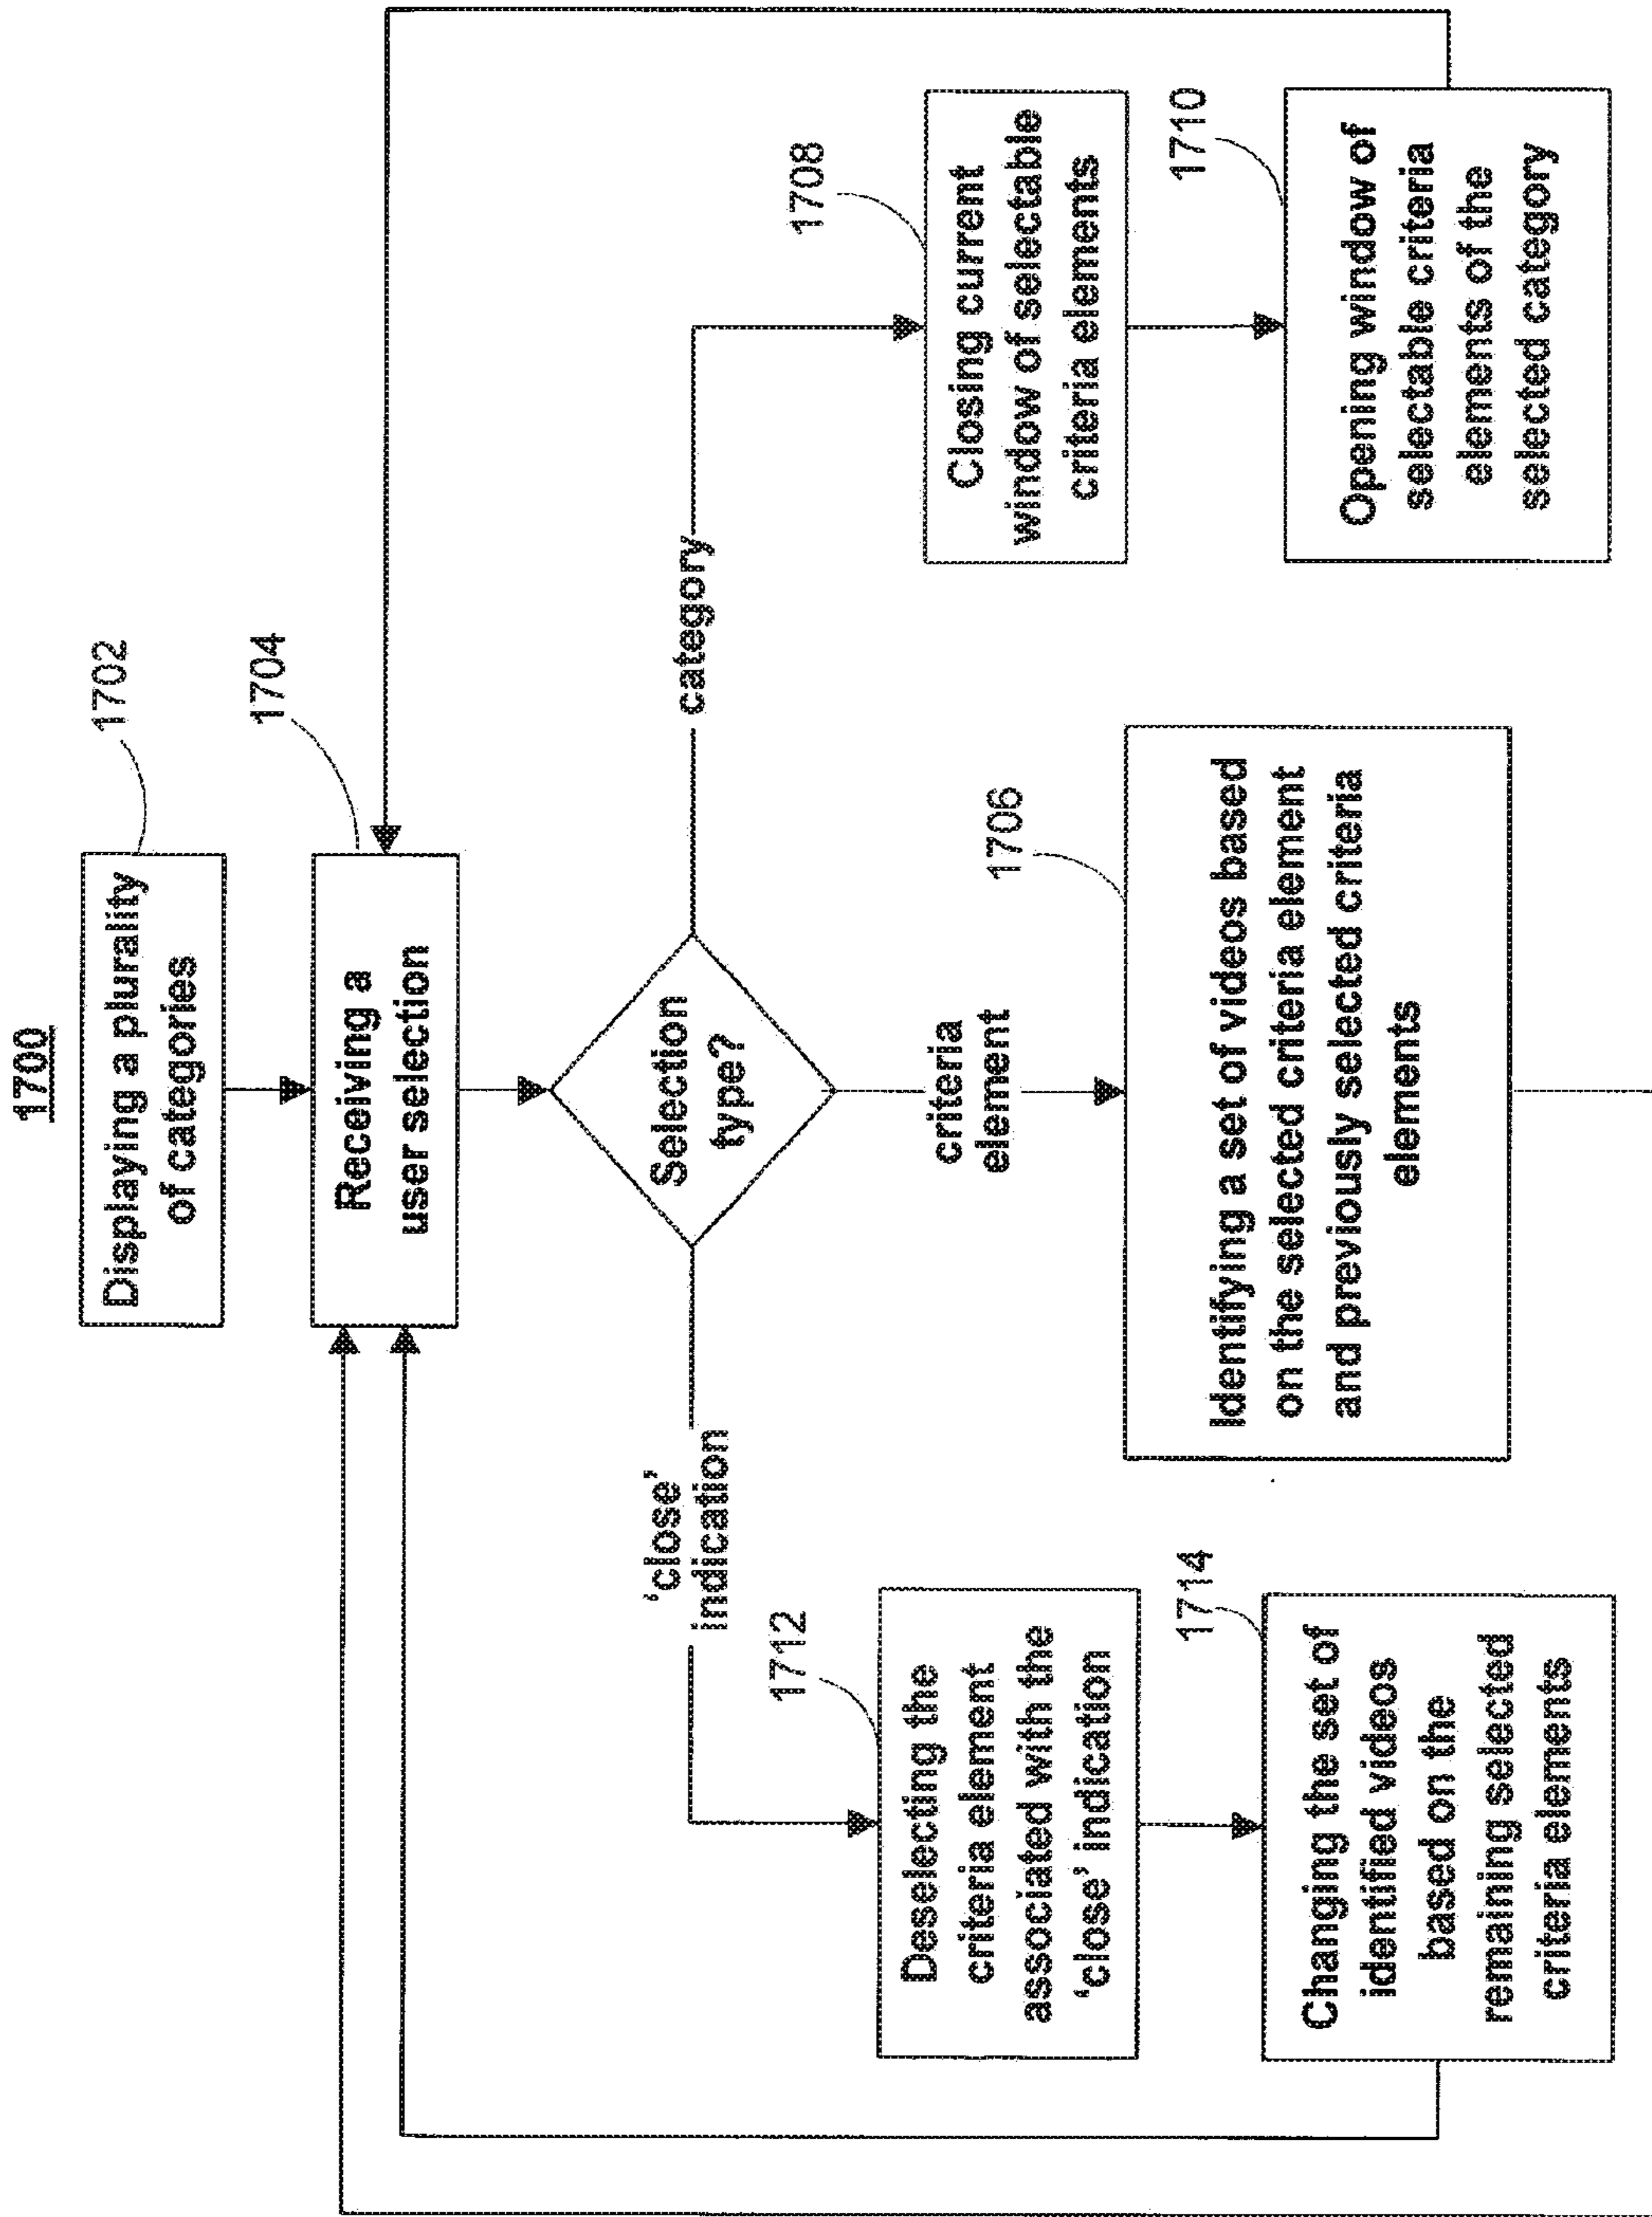 1700
Displaying a plurality
of categories
1702
Receiving a
user selection
1704
Selection
type?
'close'
indication
criteria
element
category
1712
Deselecting the
criteria element
associated with the
'close' indication
1714
Changing the set of
identified videos
based on the
remaining selected
criteria elements
1706
Identifying a set of videos based
on the selected criteria element
and previously selected criteria
elements
1708
Closing current
window of selectable
criteria elements
1710
Opening window of
selectable criteria
elements of the
selected category